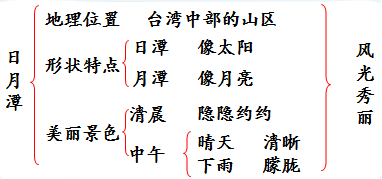 日月潭
地理位置 台湾中部的山区
形状特点
日潭 像太阳
月潭 像月亮
美丽景色
清晨 隐隐约约
中午
晴天 清晰
下雨 朦胧
风光秀丽